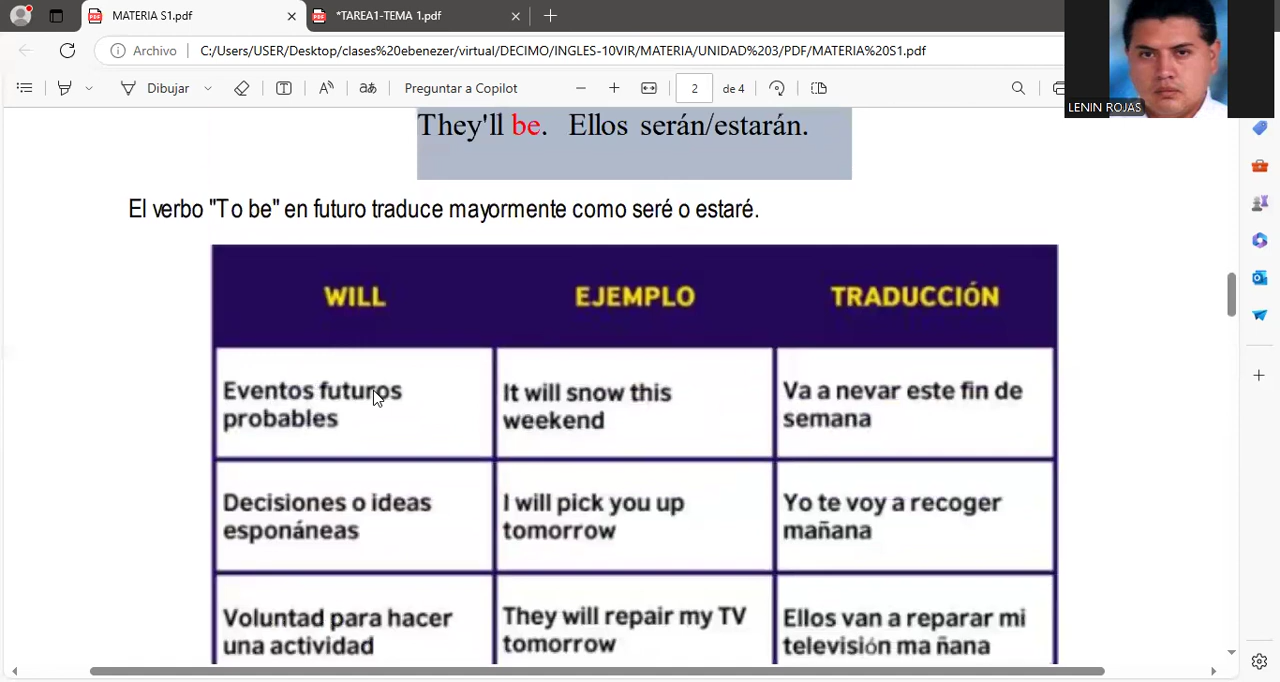 MATERIA S1.pdf
*TAREA1-TEMA 1.pdf
Archivo
C:/Users/USER/Desktop/clases%20ebenezer/virtual/DECIMO/INGLES-10VIR/MATERIA/UNIDAD%203/PDF/MATERIA%20S1.pdf
Dibujar
Preguntar a Copilot
2
de 4
LENIN ROJAS
They'll be. Ellos serán/estarán.
El verbo "To be" en futuro traduce mayormente como seré o estaré.
WILL
EJEMPLO
TRADUCCIÓN
Eventos futuros
probables
It will snow this
weekend
Va a nevar este fin de
semana
Decisiones o ideas
esponáneas
I will pick you up
tomorrow
Yo te voy a recoger
mañana
Voluntad para hacer
una actividad
They will repair my TV
tomorrow
Ellos van a reparar mi
televisión ma ñana